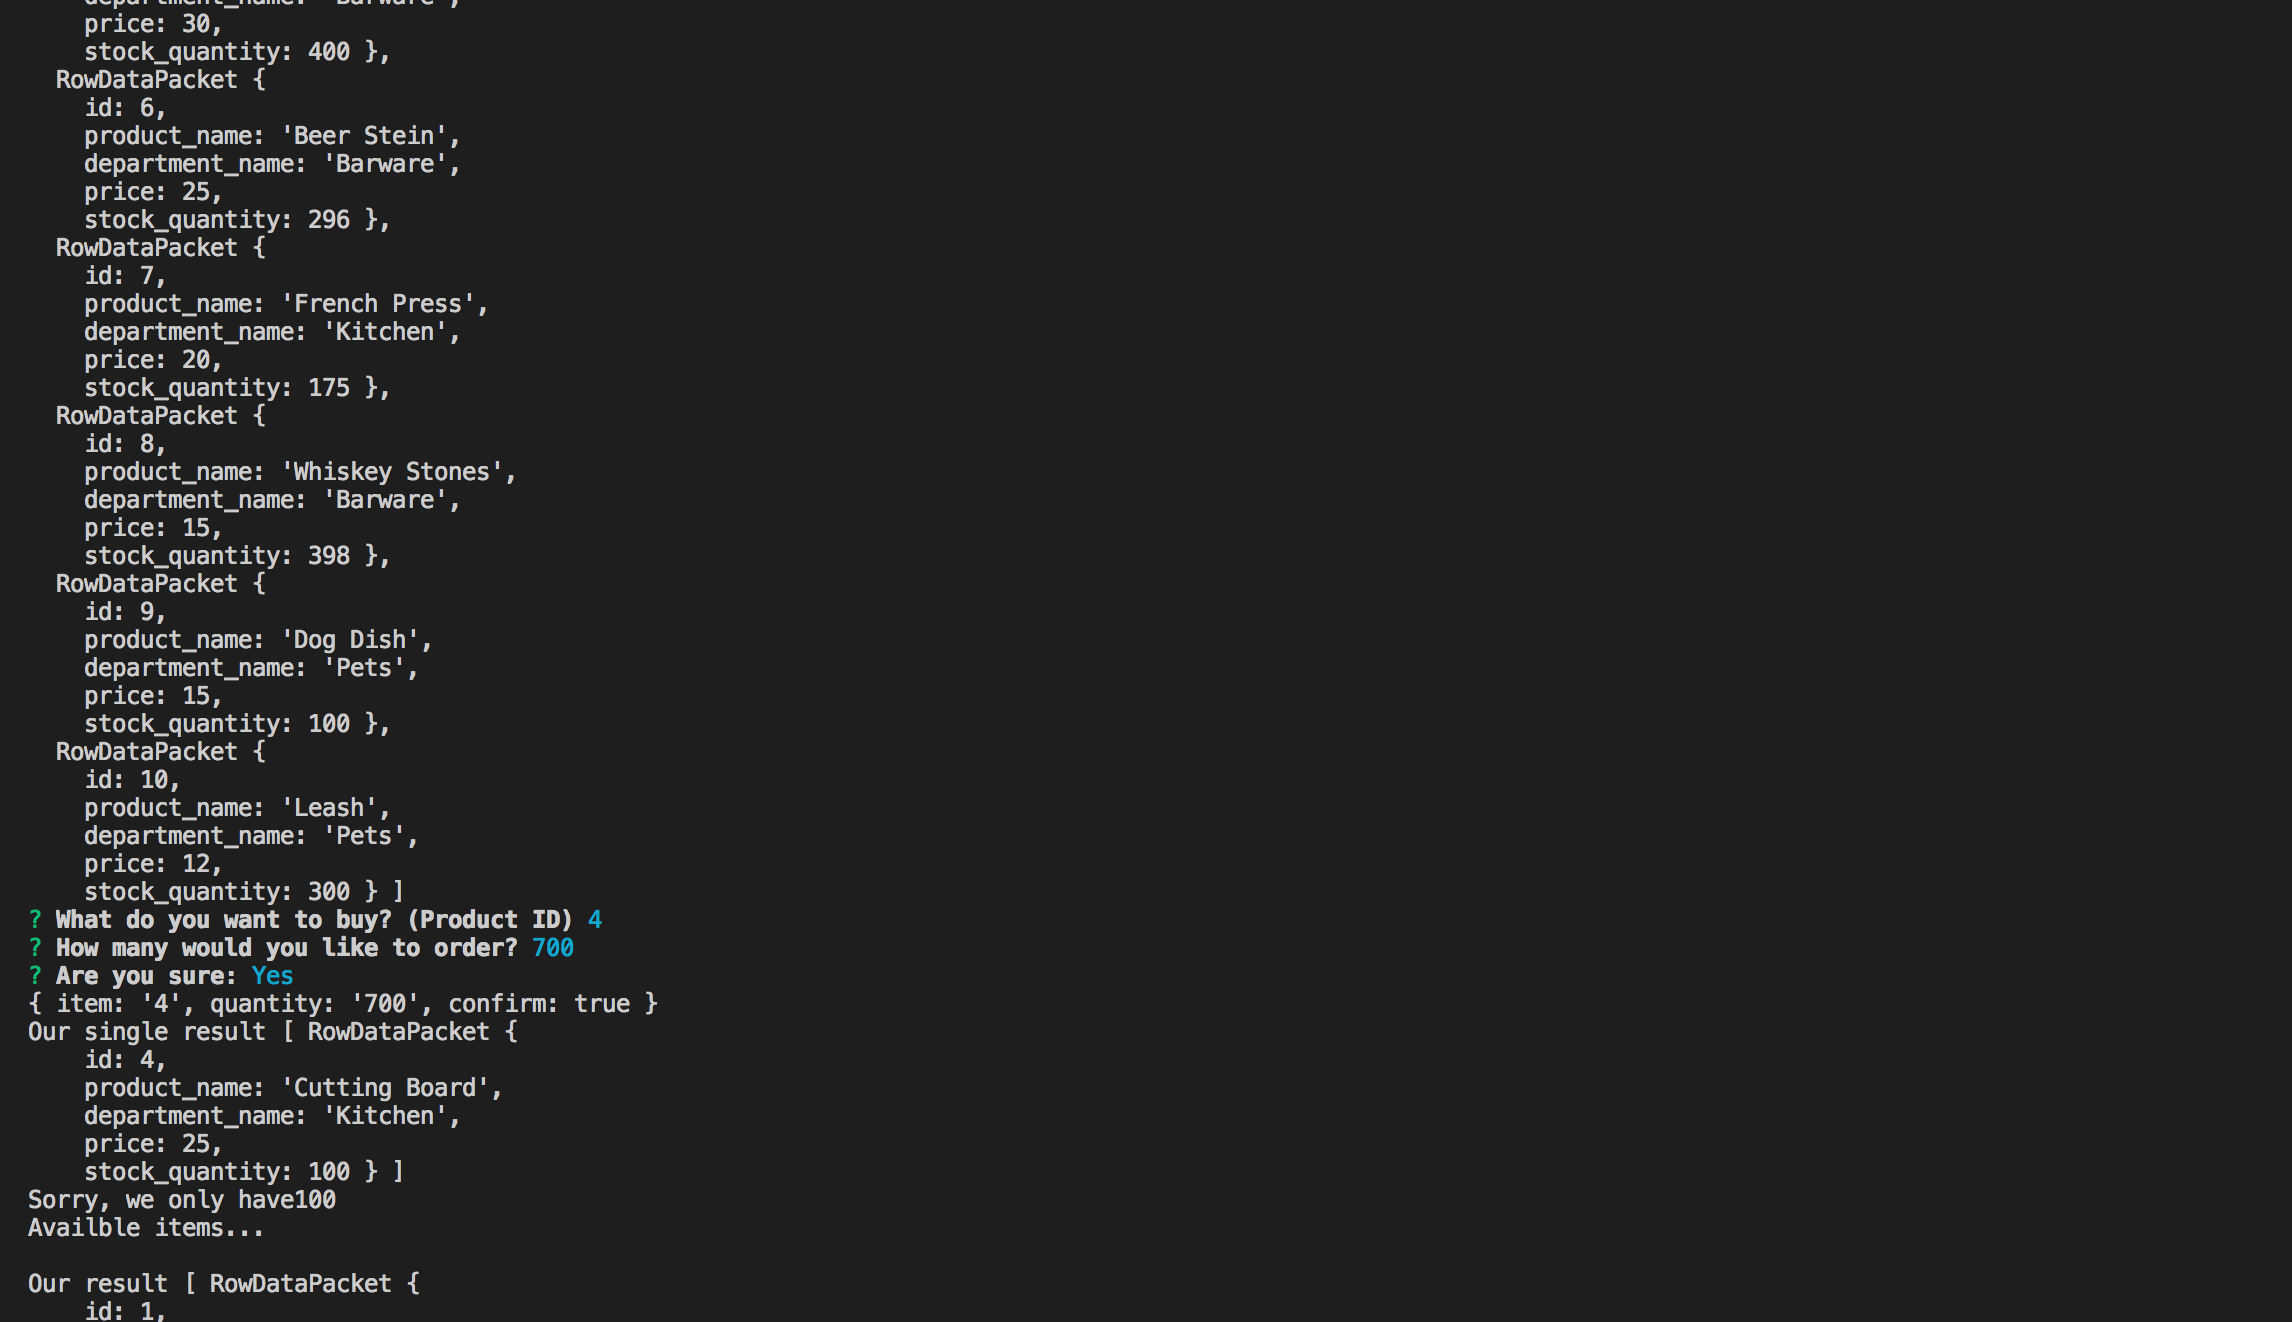 department_name: 'Barware',
price: 30,
stock_quantity: 400 },
RowDataPacket {
id: 6,
product_name: 'Beer Stein',
department_name: 'Barware',
price: 25,
stock_quantity: 296 },
RowDataPacket {
id: 7,
product_name: 'French Press',
department_name: 'Kitchen',
price: 20,
stock_quantity: 175 },
RowDataPacket {
id: 8,
product_name: 'Whiskey Stones',
department_name: 'Barware',
price: 15,
stock_quantity: 398 },
RowDataPacket {
id: 9,
product_name: 'Dog Dish',
department_name: 'Pets',
price: 15,
stock_quantity: 100 },
RowDataPacket {
id: 10,
product_name: 'Leash',
department_name: 'Pets',
price: 12,
stock_quantity: 300 } ]
? What do you want to buy? (Product ID) 4
? How many would you like to order? 700
? Are you sure: Yes
{ item: '4', quantity: '700', confirm: true }
Our single result [ RowDataPacket {
id: 4,
product_name: 'Cutting Board',
department_name: 'Kitchen',
price: 25,
stock_quantity: 100 } ]
Sorry, we only have100
Availble items...
Our result [ RowDataPacket {
id: 1,